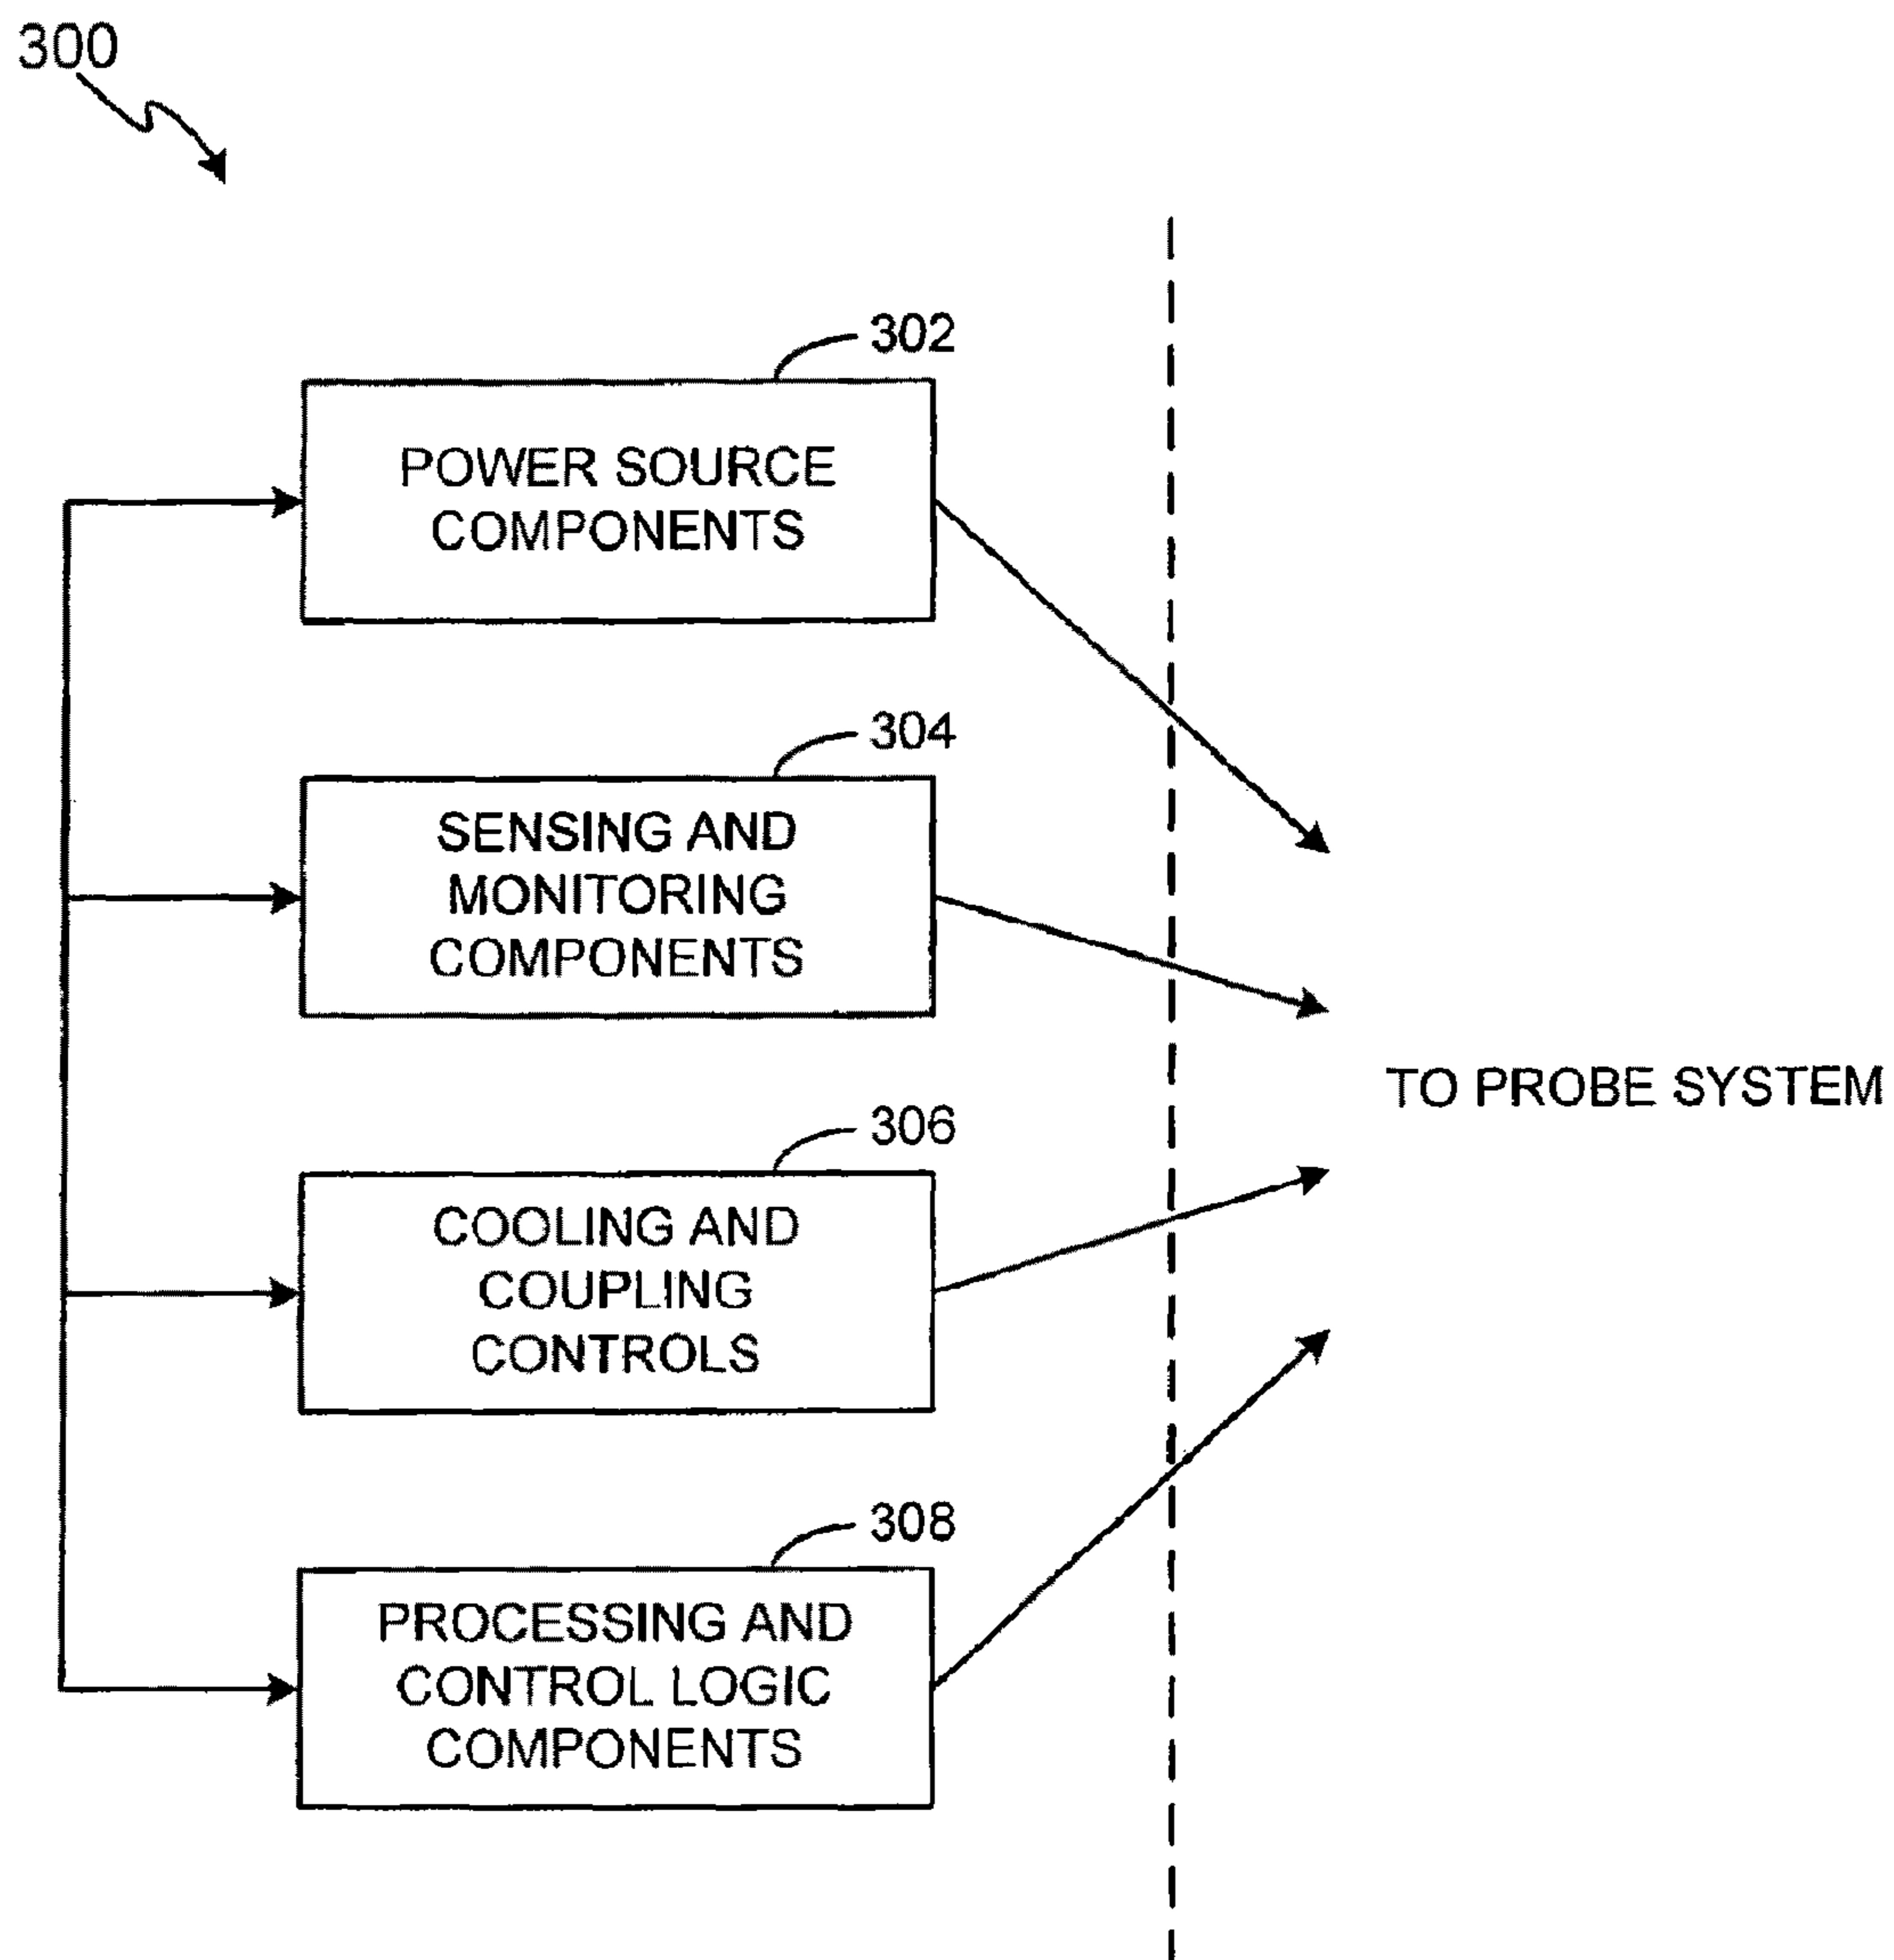 300
302
POWER SOURCE
COMPONENTS
304
SENSING AND
MONITORING
COMPONENTS
TO PROBE SYSTEM
306
COOLING AND
COUPLING
CONTROLS
308
PROCESSING AND
CONTROL LOGIC
COMPONENTS